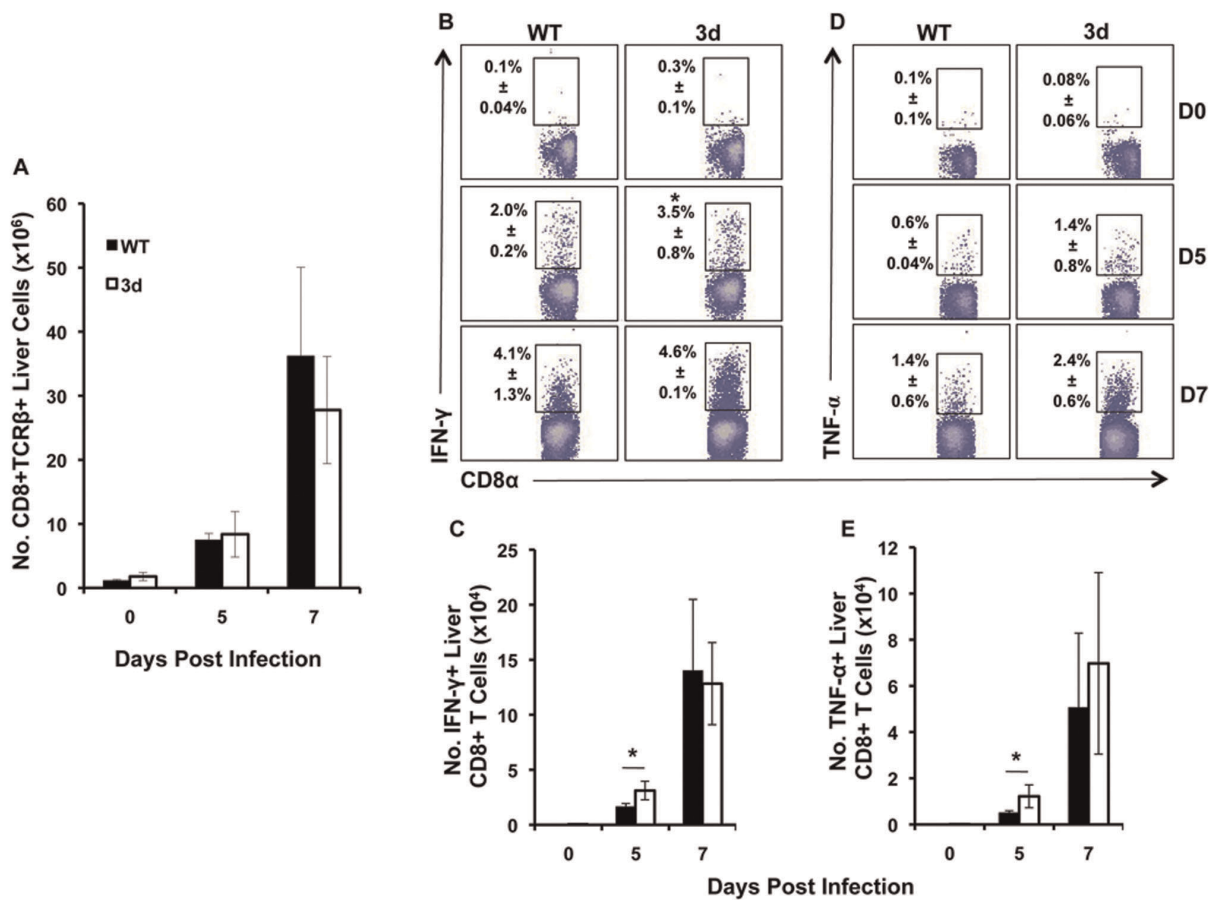 A
No. CD8+TCRβ+ Liver Cells (x10⁶)
60
50
40
30
20
10
0
WT
3d
0 5 7
Days Post Infection
B
WT 3d
0.1%
±
0.04%
0.3%
±
0.1%
2.0%
±
0.2%
*
3.5%
±
0.8%
4.1%
±
1.3%
4.6%
±
0.1%
IFN-γ
CD8α
D
WT 3d
0.1%
±
0.1%
0.08%
±
0.06%
D0
0.6%
±
0.04%
1.4%
±
0.8%
D5
1.4%
±
0.6%
2.4%
±
0.6%
D7
TNF-α
C
No. IFN-γ+ Liver
CD8+ T Cells (x10⁴)
25
20
15
10
5
0
*
0 5 7
E
No. TNF-α+ Liver
CD8+ T Cells (x10⁴)
12
10
8
6
4
2
0
*
0 5 7
Days Post Infection